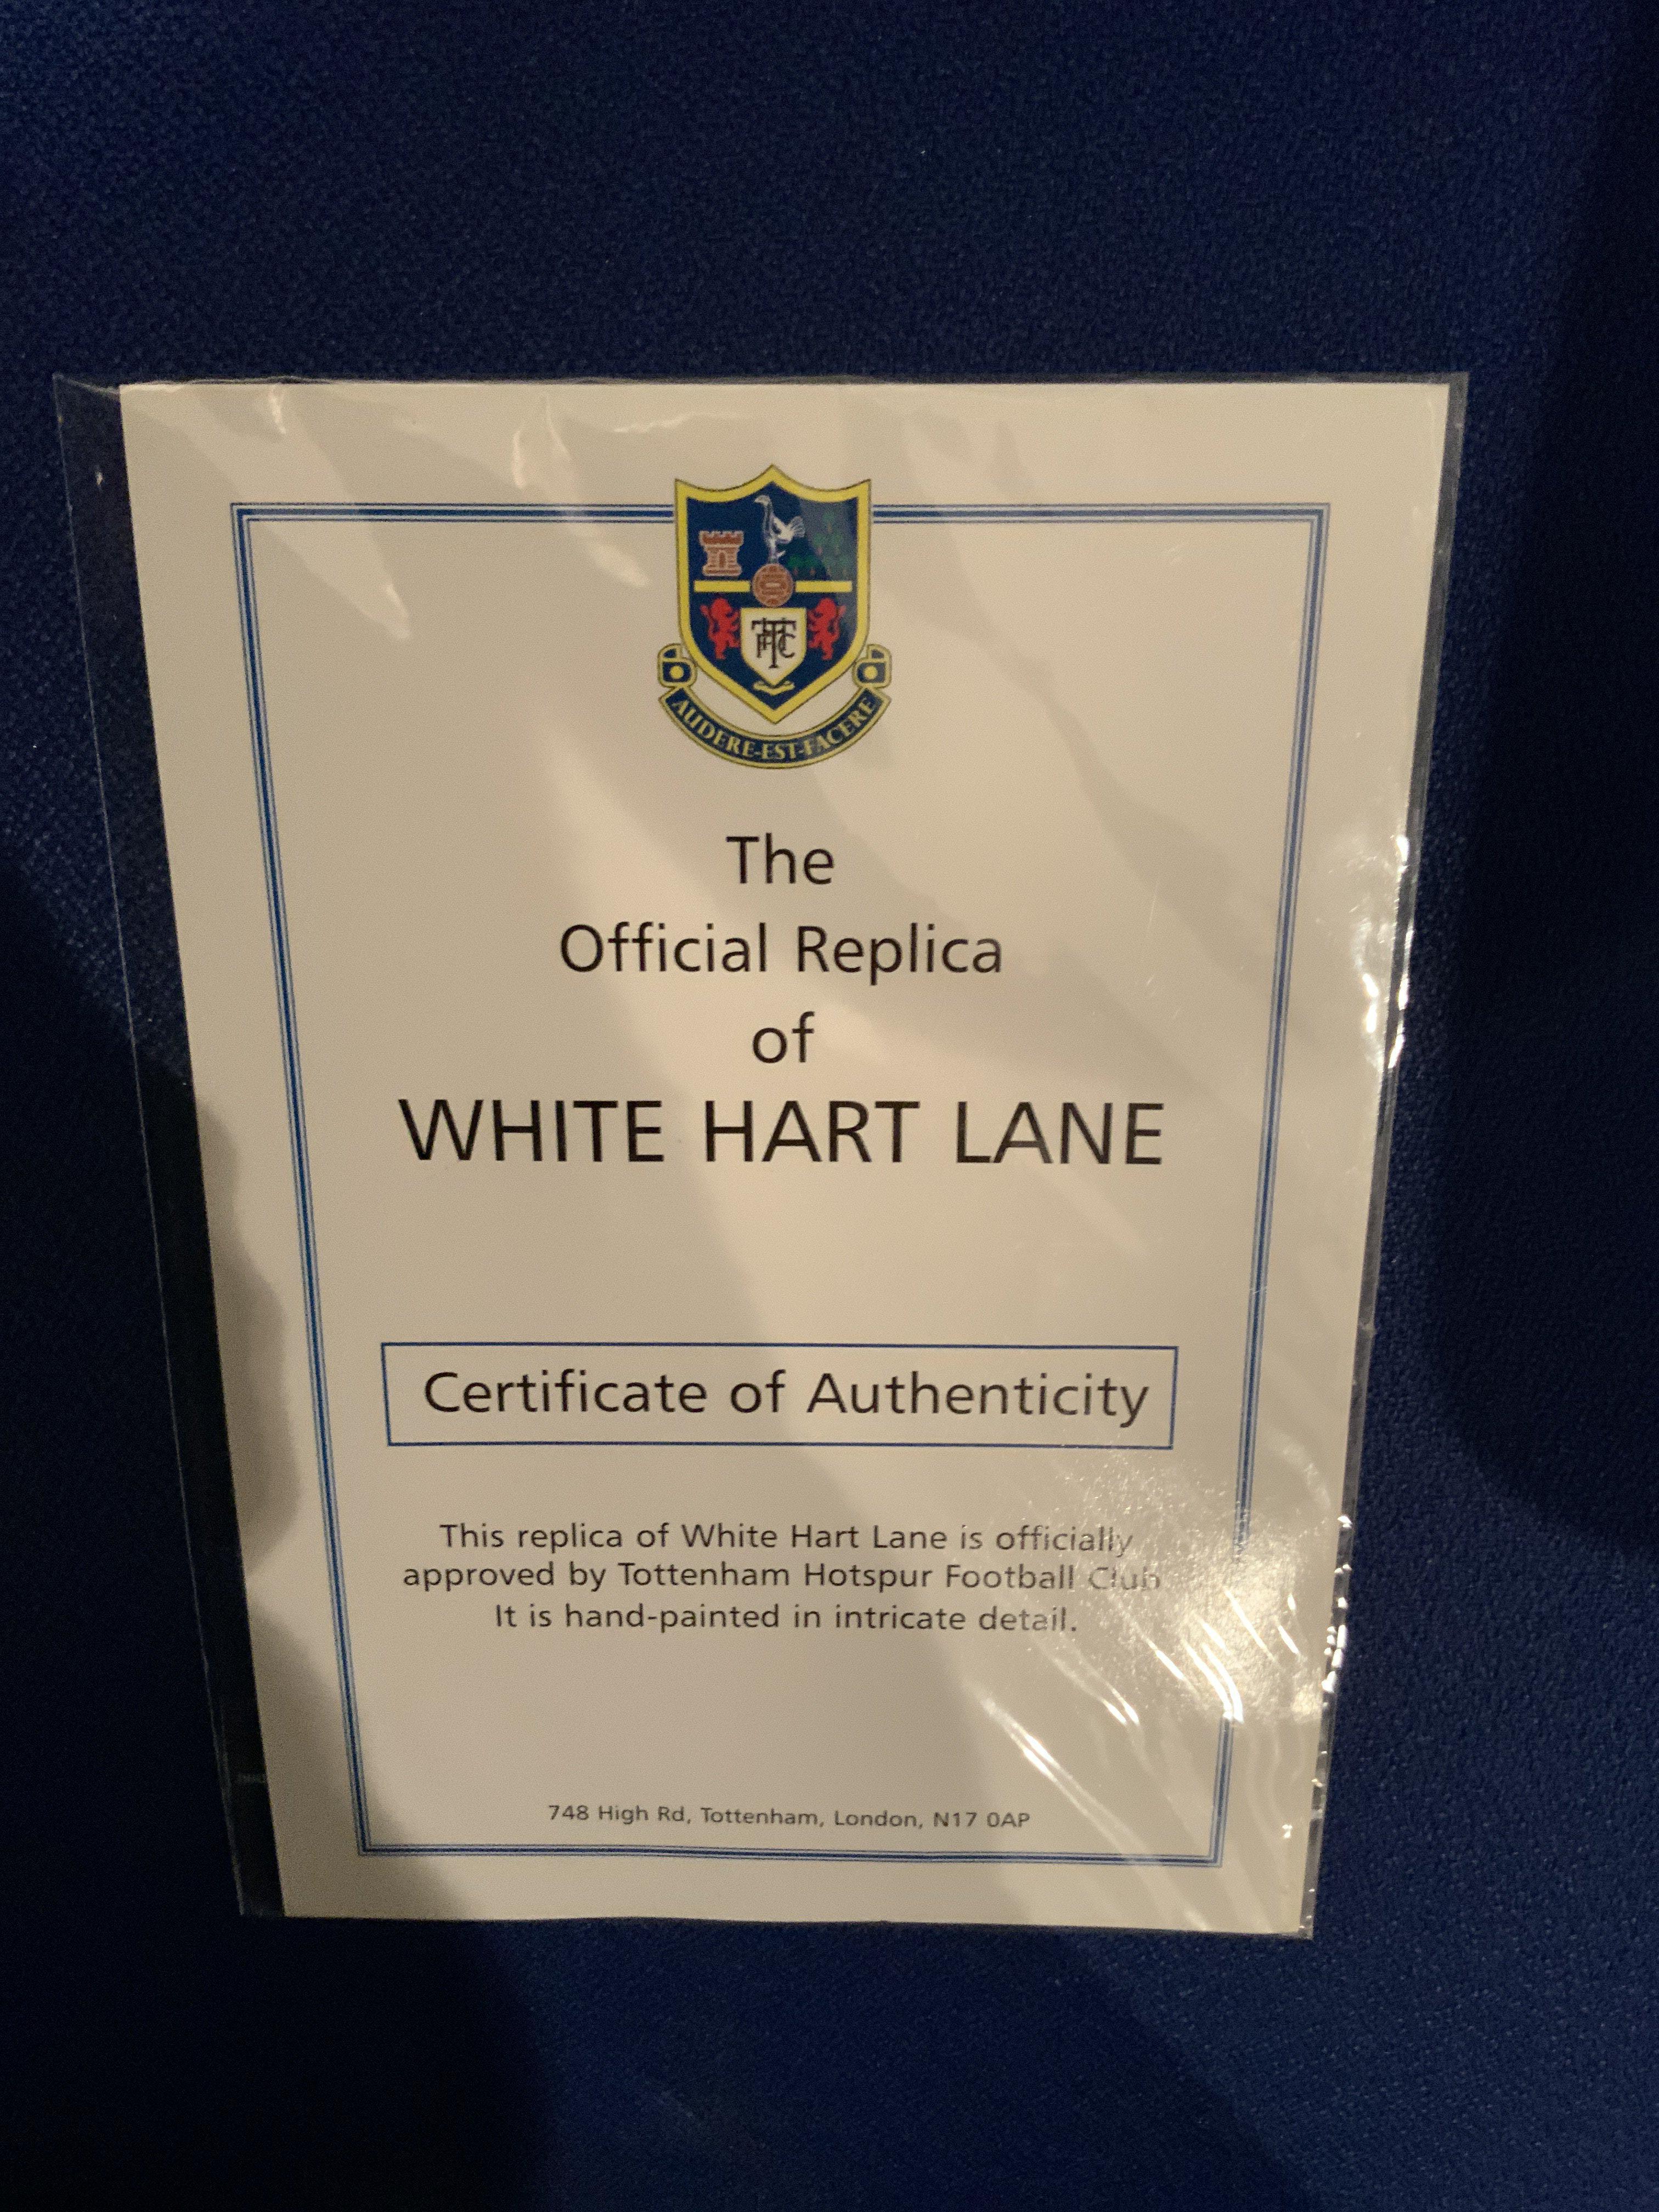 THFC
AUDERE-EST-FACERE
The
Official Replica
of
WHITE HART LANE
Certificate of Authenticity
This replica of White Hart Lane is officially
approved by Tottenham Hotspur Football Club
It is hand-painted in intricate detail.
748 High Rd, Tottenham, London, N17 0AP